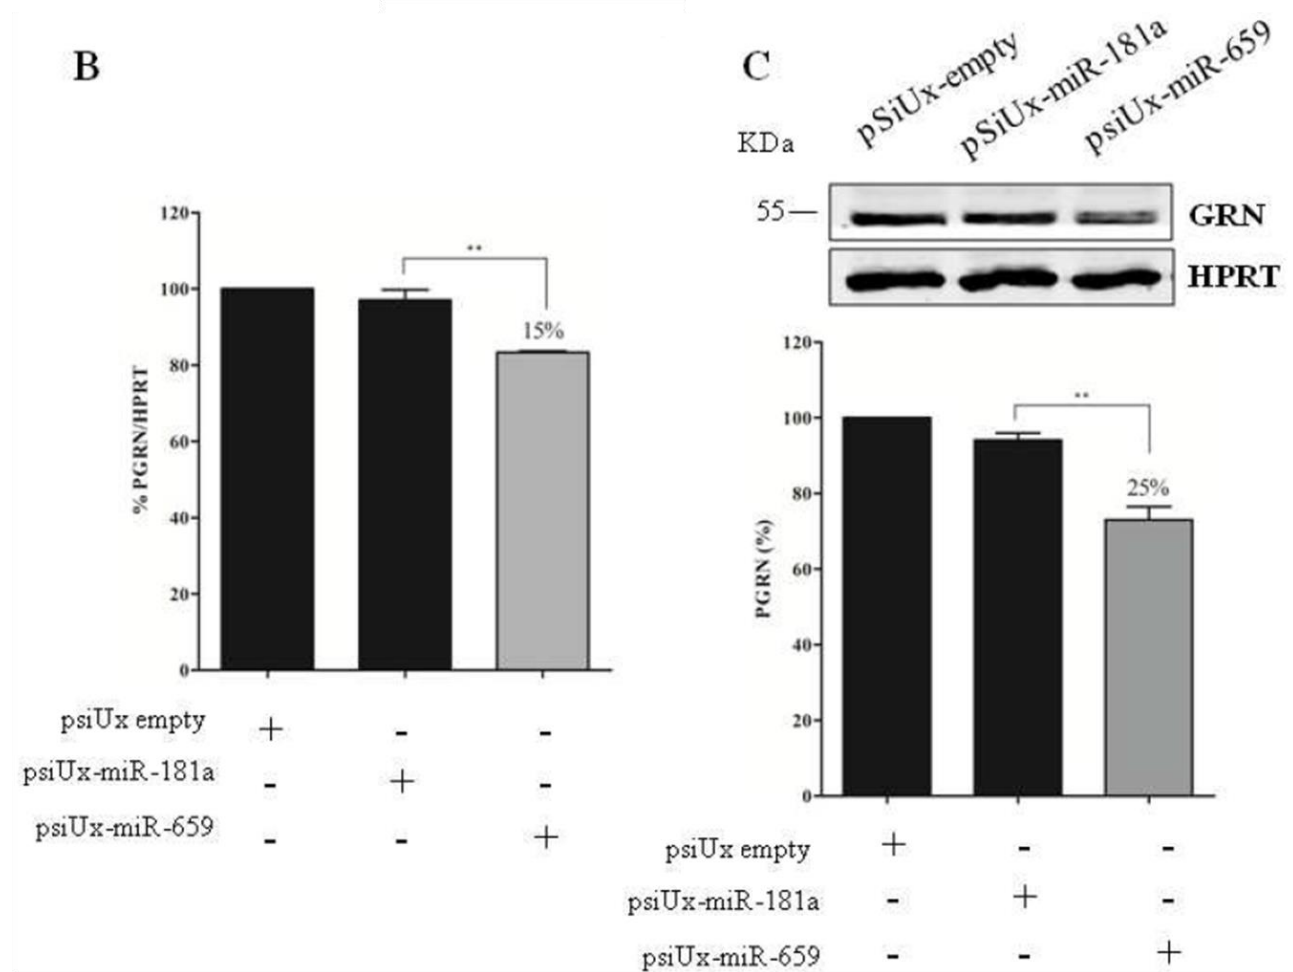 B
120
100
80
60
40
20
0
% PGRN/HPRT
**
15%
psiUx empty + - -
psiUx-miR-181a - + -
psiUx-miR-659 - - +
C
pSiUx-empty
pSiUx-miR-181a
psiUx-miR-659
KDa
55
GRN
HPRT
120
100
80
60
40
20
0
PGRN (%)
**
25%
psiUx empty + - -
psiUx-miR-181a - + -
psiUx-miR-659 - - +